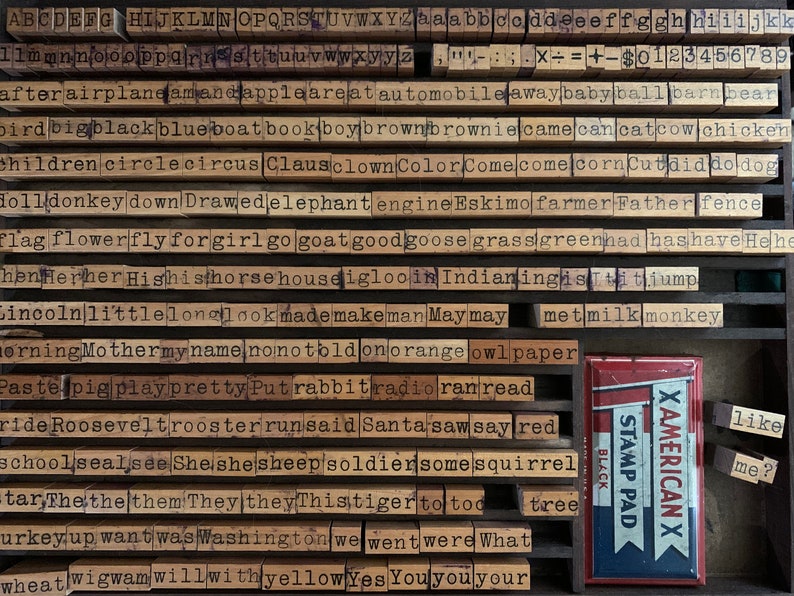 ABCDEFG HIJKLMN OPQRSTUVWXYZ aaabbccddeeeffggh hiiijkk
llmmnnoooppqrr sttuuvwwxyyz ; ' " - : ; . x ÷ = + - $0123456789
after airplane am and apple are at automobile away baby ball barn bear
bird big black blue boat book boy brown brownie came can cat cow chicken
children circle circus Claus clown Color Come come corn Cut did do dog
doll donkey down Draw ed elephant engine Eskimo farmer Father fence
flag flower fly for girl go goat good goose grass green had has have He he
hen Her her His his horse house igloo in Indian ing is It it jump
Lincoln little long look made make man May may met milk monkey
morning Mother my name no not old on orange owl paper
Paste pig play pretty Put rabbit radio ran read
ride Roosevelt rooster run said Santa saw say red
school seal see She she sheep soldier some squirrel
star The the them They they This tiger to too tree
turkey up want was Washington we went were What
wheat wigwam will with yellow Yes You you your
X AMERICAN X
STAMP PAD
BLACK
like
me?